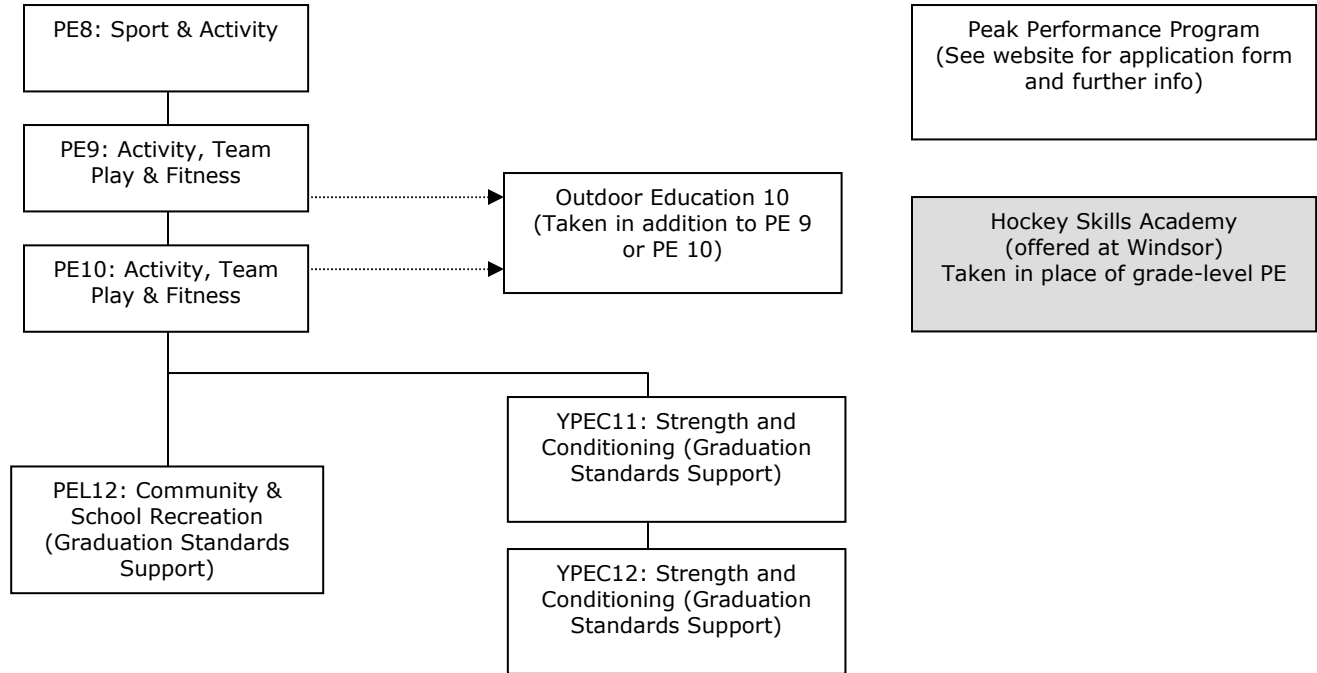 PE8: Sport & Activity
Peak Performance Program
(See website for application form
and further info)
PE9: Activity, Team
Play & Fitness
Outdoor Education 10
(Taken in addition to PE 9
or PE 10)
Hockey Skills Academy
(offered at Windsor)
Taken in place of grade-level PE
PE10: Activity, Team
Play & Fitness
YPEC11: Strength and
Conditioning (Graduation
Standards Support)
PEL12: Community &
School Recreation
(Graduation Standards
Support)
YPEC12: Strength and
Conditioning (Graduation
Standards Support)